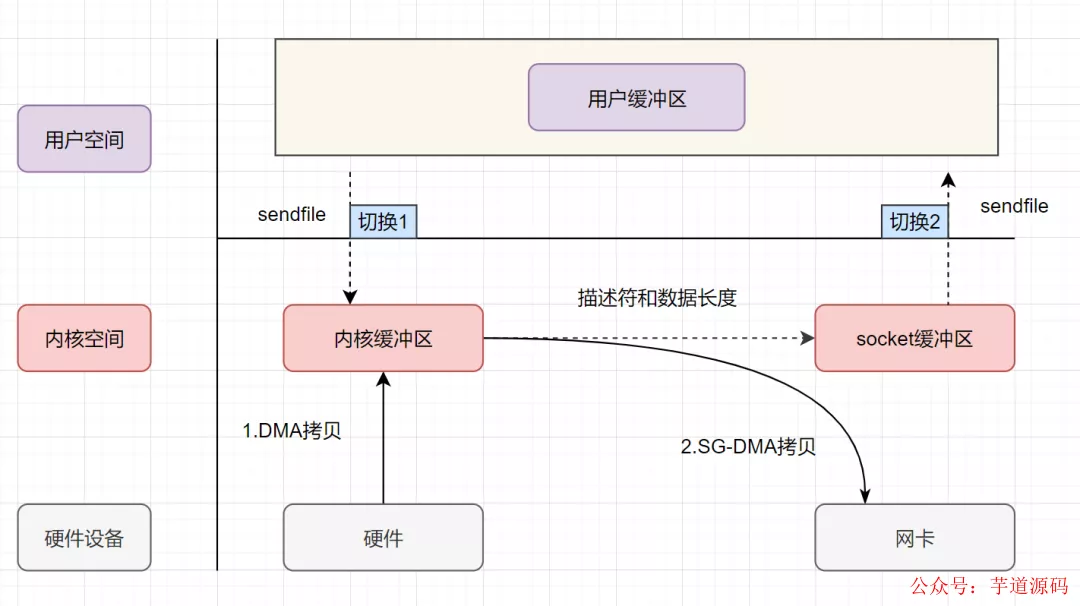 用户缓冲区
用户空间
sendfile
切换1
切换2
sendfile
描述符和数据长度
内核空间
内核缓冲区
socket缓冲区
1.DMA拷贝
2.SG-DMA拷贝
硬件设备
硬件
网卡
公众号：芋道源码